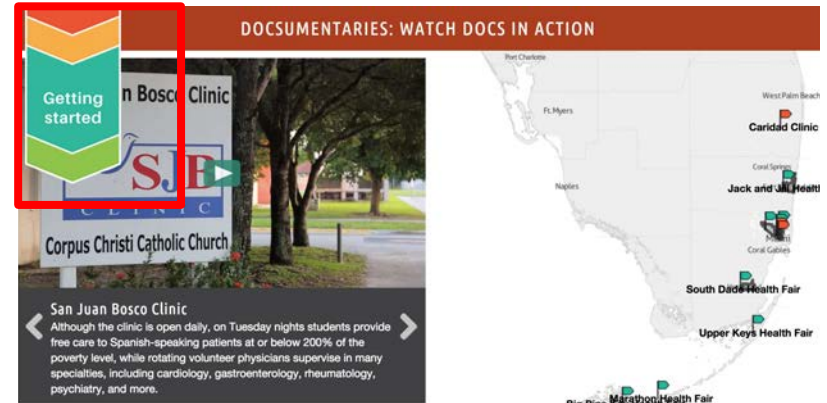 DOCSUMENTARIES: WATCH DOCS IN ACTION
Getting
started
n Bosco Clinic
SJB
CLINIC
Corpus Christi Catholic Church
San Juan Bosco Clinic
Although the clinic is open daily, on Tuesday nights students provide
free care to Spanish-speaking patients at or below 200% of the
poverty level, while rotating volunteer physicians supervise in many
specialties, including cardiology, gastroenterology, rheumatology,
psychiatry, and more.
Port Charlotte
West Palm Beach
Ft. Myers
Caridad Clinic
Coral Springs
Naples
Jack and Jill Health
Miami
Coral Gables
South Dade Health Fair
Upper Keys Health Fair
Marathon Health Fair
Big Pine